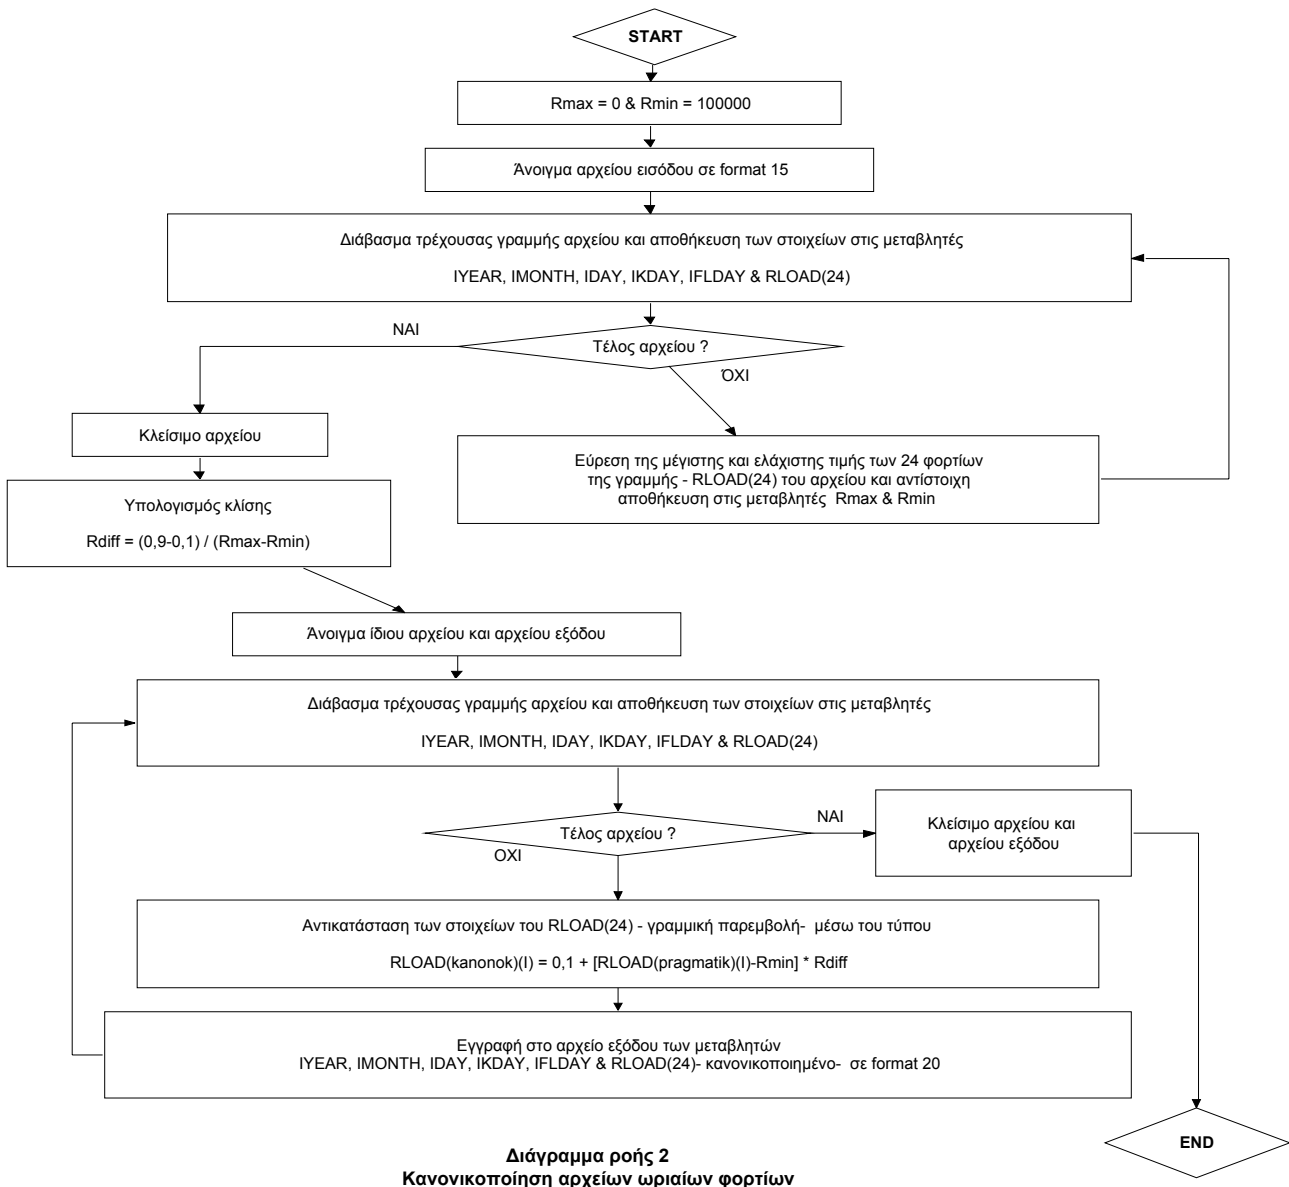 START
Rmax = 0 & Rmin = 100000
Άνοιγμα αρχείου εισόδου σε format 15
Διάβασμα τρέχουσας γραμμής αρχείου και αποθήκευση των στοιχείων στις μεταβλητές
IYEAR, IMONTH, IDAY, IKDAY, IFLDAY & RLOAD(24)
ΝΑΙ
Τέλος αρχείου ?
ΌΧΙ
Κλείσιμο αρχείου
Εύρεση της μέγιστης και ελάχιστης τιμής των 24 φορτίων
της γραμμής - RLOAD(24) του αρχείου και αντίστοιχη
αποθήκευση στις μεταβλητές Rmax & Rmin
Υπολογισμός κλίσης
Rdiff = (0,9-0,1) / (Rmax-Rmin)
Άνοιγμα ίδιου αρχείου και αρχείου εξόδου
Διάβασμα τρέχουσας γραμμής αρχείου και αποθήκευση των στοιχείων στις μεταβλητές
IYEAR, IMONTH, IDAY, IKDAY, IFLDAY & RLOAD(24)
Τέλος αρχείου ?
ΝΑΙ
ΟΧΙ
Κλείσιμο αρχείου και
αρχείου εξόδου
Αντικατάσταση των στοιχείων του RLOAD(24) - γραμμική παρεμβολή- μέσω του τύπου
RLOAD(kanonok)(I) = 0,1 + [RLOAD(pragmatik)(I)-Rmin] * Rdiff
Εγγραφή στο αρχείο εξόδου των μεταβλητών
IYEAR, IMONTH, IDAY, IKDAY, IFLDAY & RLOAD(24)- κανονικοποιημένο- σε format 20
END
Διάγραμμα ροής 2
Κανονικοποίηση αρχείων ωριαίων φορτίων